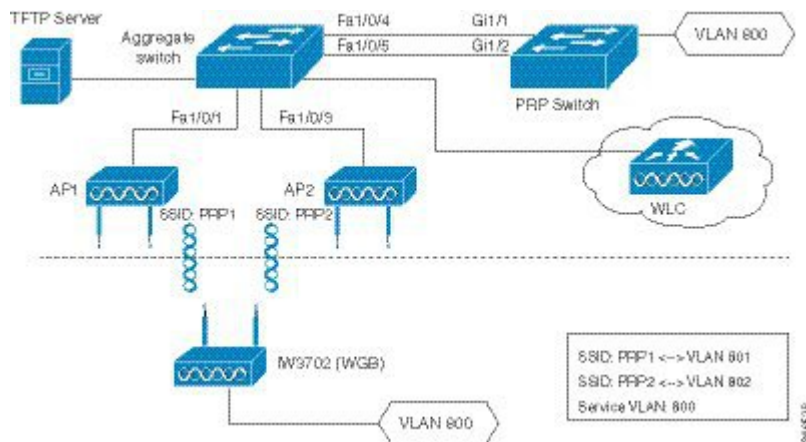 TFTP Server
Aggregate
switch
Fa1/0/4
Gi1/1
Fa1/0/5
Gi1/2
VLAN 800
PRP Switch
Fa1/0/1
Fa1/0/3
AP1
AP2
SSID: PRP1
SSID: PRP2
WLC
IW3702 (WGB)
SSID: PRP1 <--> VLAN 801
SSID: PRP2 <--> VLAN 802
Service VLAN: 800
VLAN 800